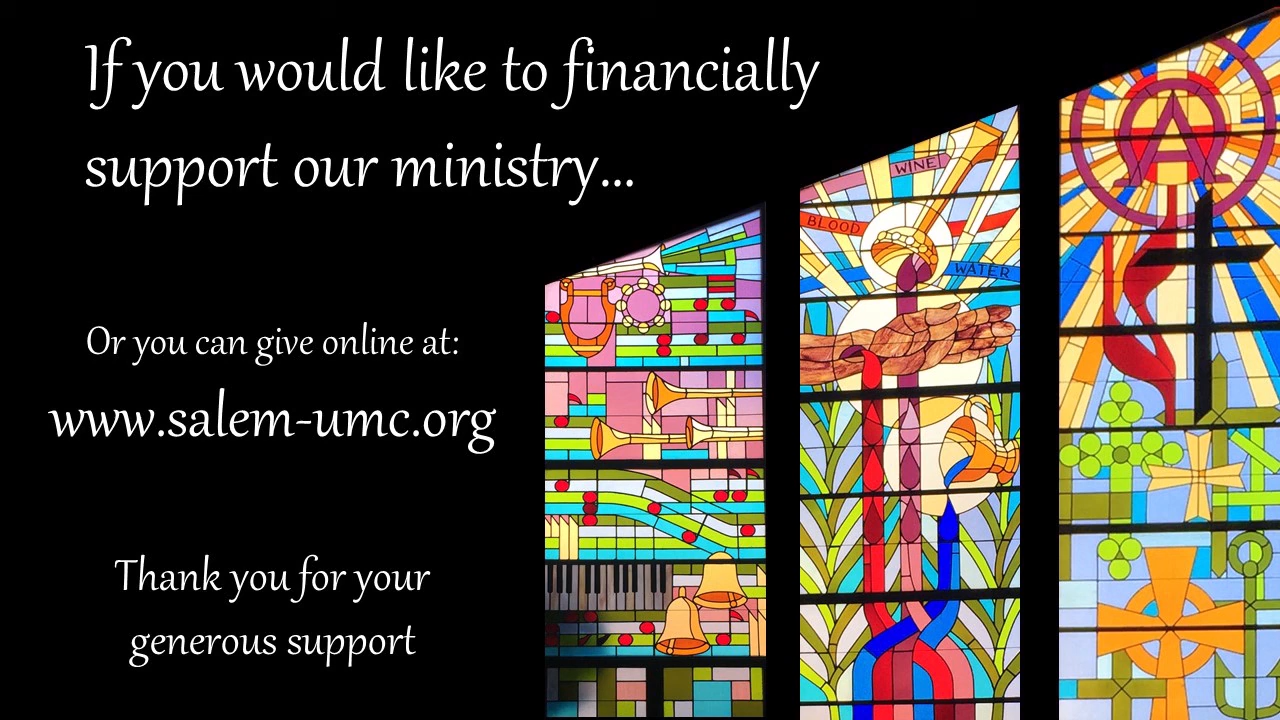 If you would like to financially
support our ministry...
Or you can give online at:
www.salem-umc.org
Thank you for your
generous support
WINE
BLOOD
WATER